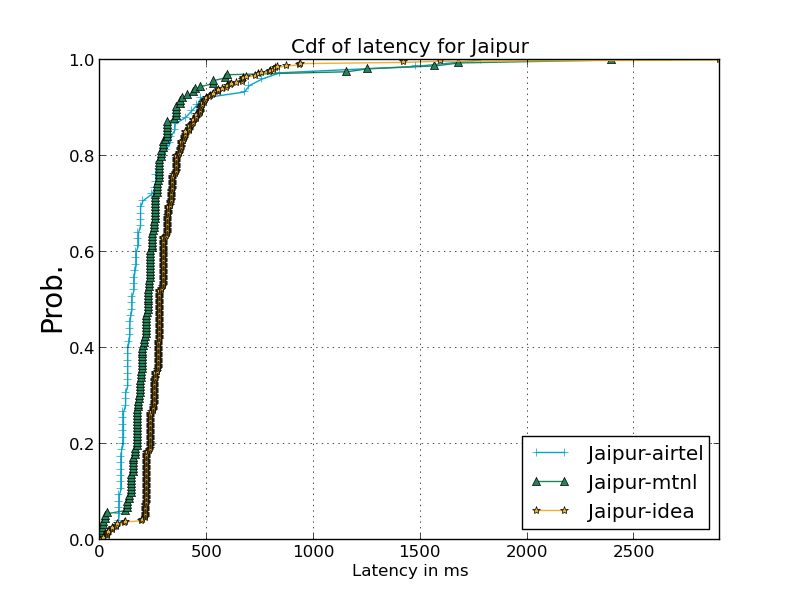 Cdf of latency for Jaipur
1.0
0.8
0.6
0.4
0.2
0.0
Prob.
0
500
1000
1500
2000
2500
Latency in ms
Jaipur-airtel
Jaipur-mtnl
Jaipur-idea